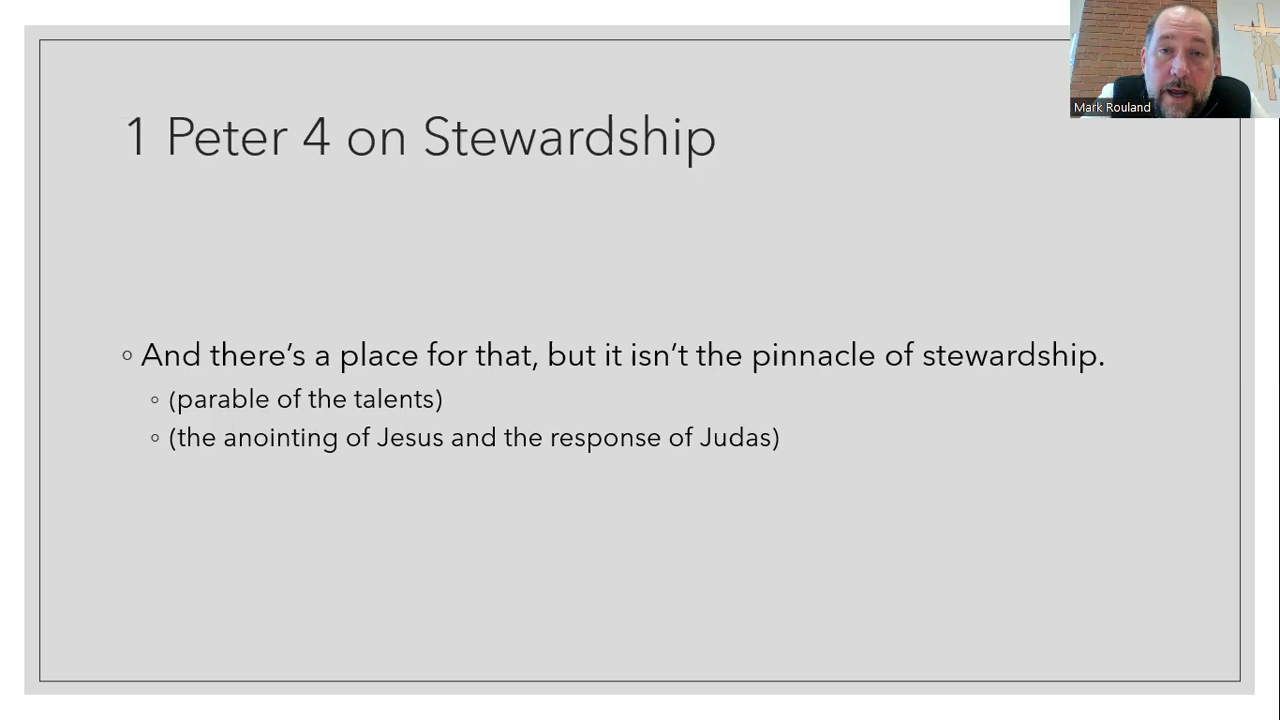 1 Peter 4 on Stewardship
Mark Rouland
◦ And there’s a place for that, but it isn’t the pinnacle of stewardship.
◦ (parable of the talents)
◦ (the anointing of Jesus and the response of Judas)